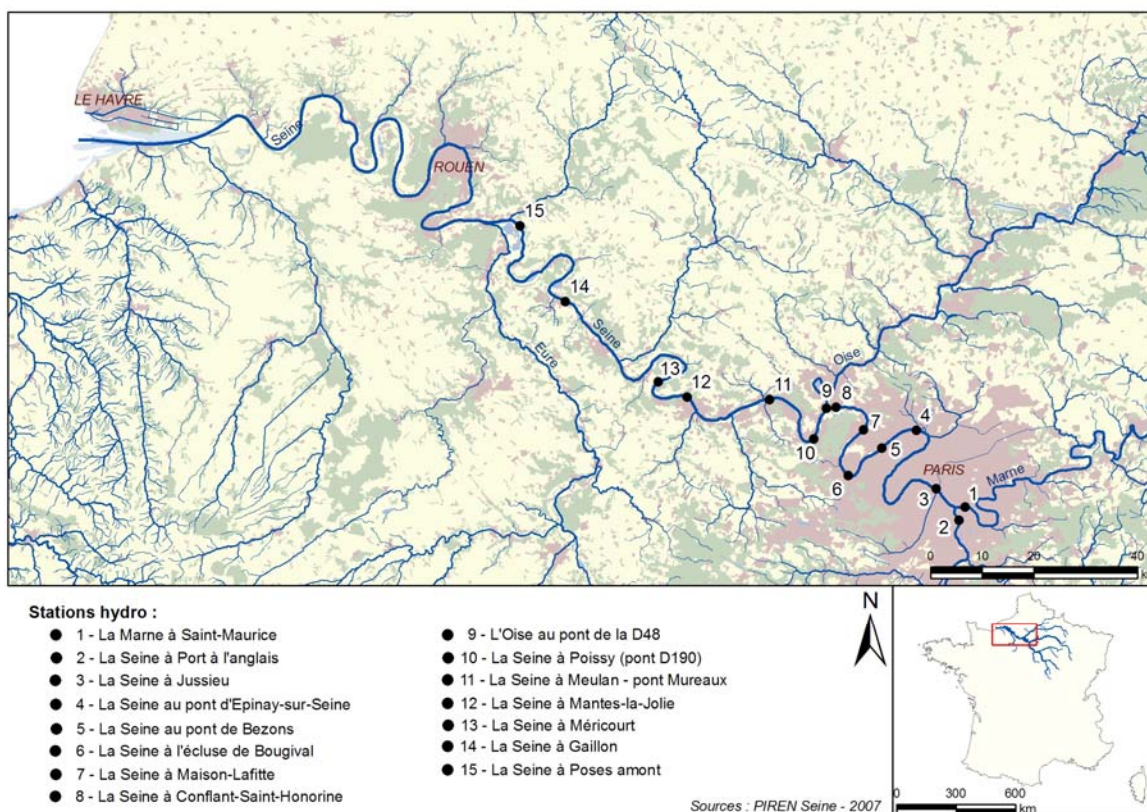 LE HAVRE
Seine
ROUEN
15
14
Seine
Eure
13
12
11
Oise
9 8
7
4
10
5
6
PARIS
Marne
3
1
2
0 10 20 40
k
Stations hydro :
1 - La Marne à Saint-Maurice
2 - La Seine à Port à l'anglais
3 - La Seine à Jussieu
4 - La Seine au pont d'Epinay-sur-Seine
5 - La Seine au pont de Bezons
6 - La Seine à l'écluse de Bougival
7 - La Seine à Maison-Lafitte
8 - La Seine à Conflant-Saint-Honorine
9 - L'Oise au pont de la D48
10 - La Seine à Poissy (pont D190)
11 - La Seine à Meulan - pont Mureaux
12 - La Seine à Mantes-la-Jolie
13 - La Seine à Méricourt
14 - La Seine à Gaillon
15 - La Seine à Poses amont
N
0 300 600
km
Sources : PIREN Seine - 2007